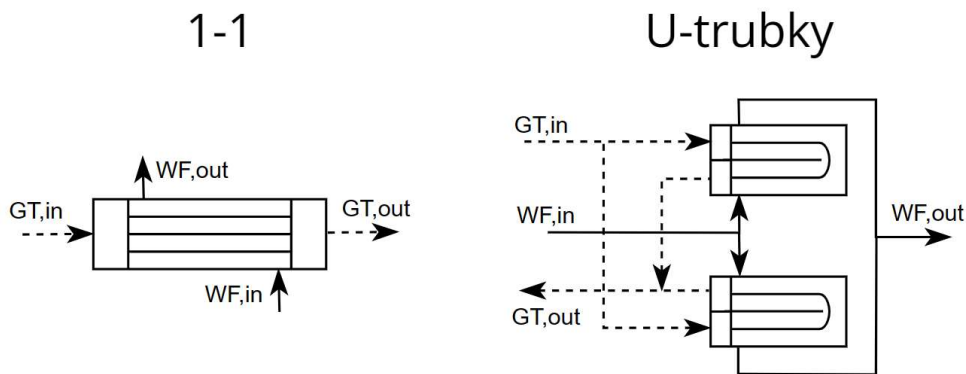 1-1
U-trubky
GT,in
WF,out
GT,out
WF,in
GT,in
WF,in
WF,out
GT,out